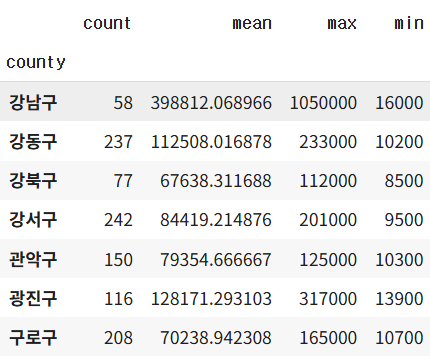 count mean max min
county
강남구 58 398812.068966 1050000 16000
강동구 237 112508.016878 233000 10200
강북구 77 67638.311688 112000 8500
강서구 242 84419.214876 201000 9500
관악구 150 79354.666667 125000 10300
광진구 116 128171.293103 317000 13900
구로구 208 70238.942308 165000 10700